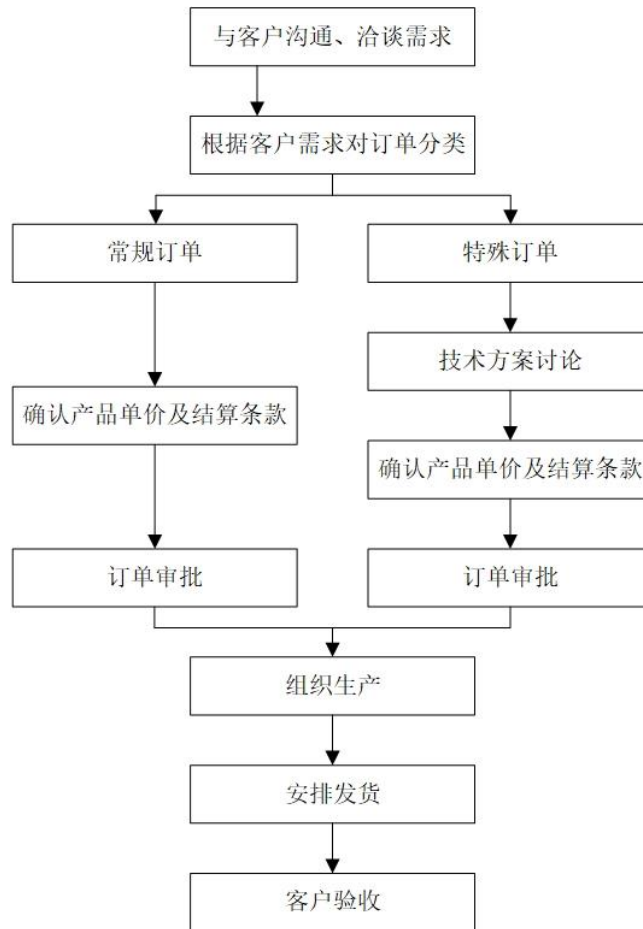 与客户沟通、洽谈需求
根据客户需求对订单分类
常规订单
特殊订单
技术方案讨论
确认产品单价及结算条款
确认产品单价及结算条款
订单审批
订单审批
组织生产
安排发货
客户验收